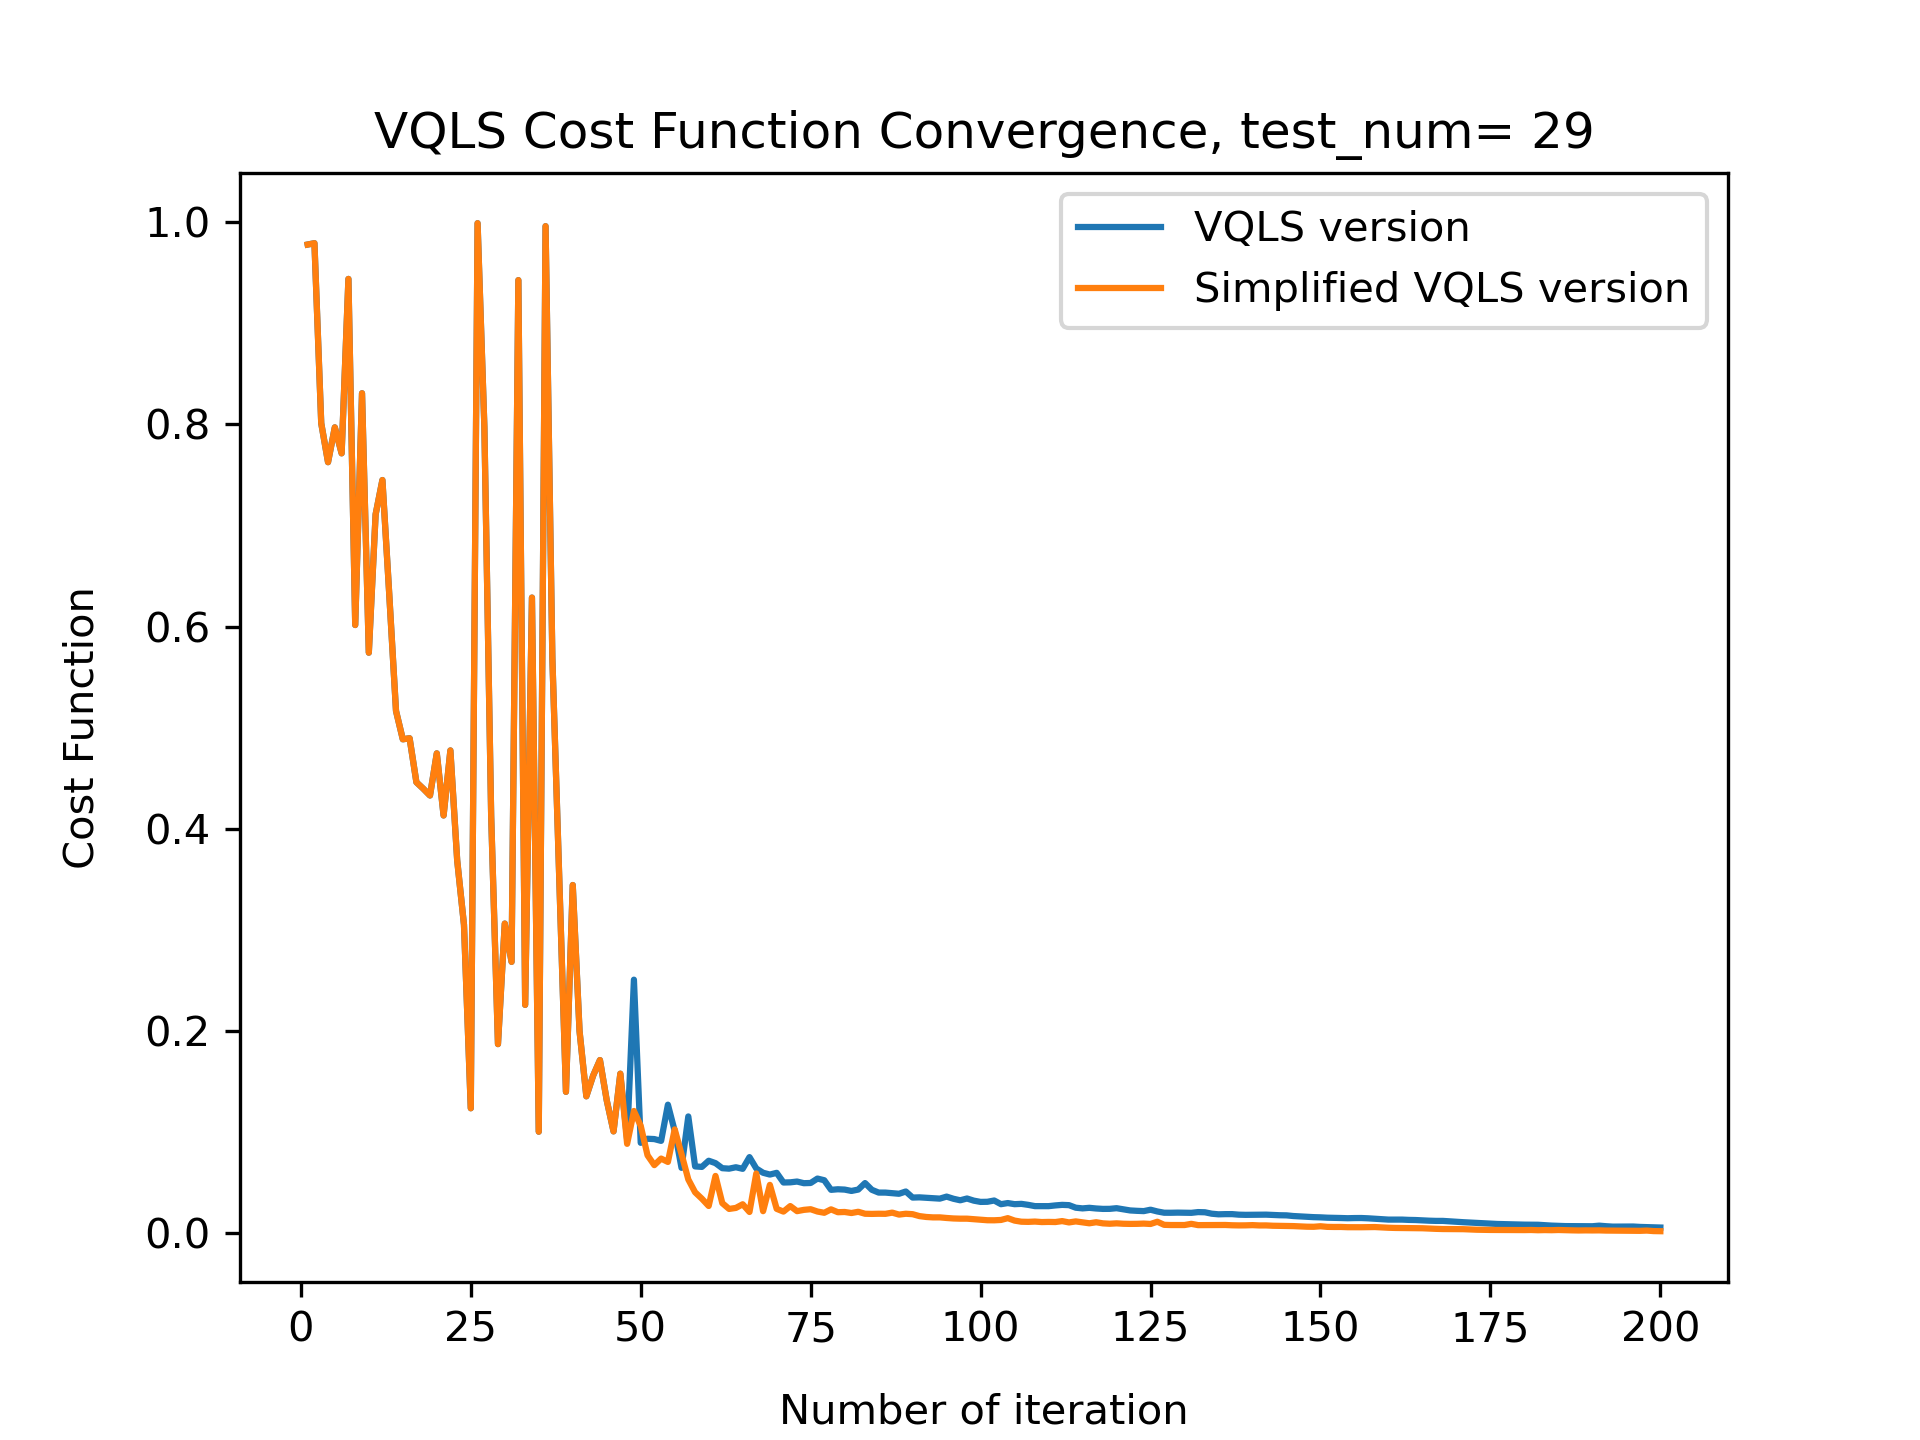 VQLS Cost Function Convergence, test_num= 29
VQLS version
Simplified VQLS version
1.0
0.8
0.6
0.4
0.2
0.0
Cost Function
0 25 50 75 100 125 150 175 200
Number of iteration